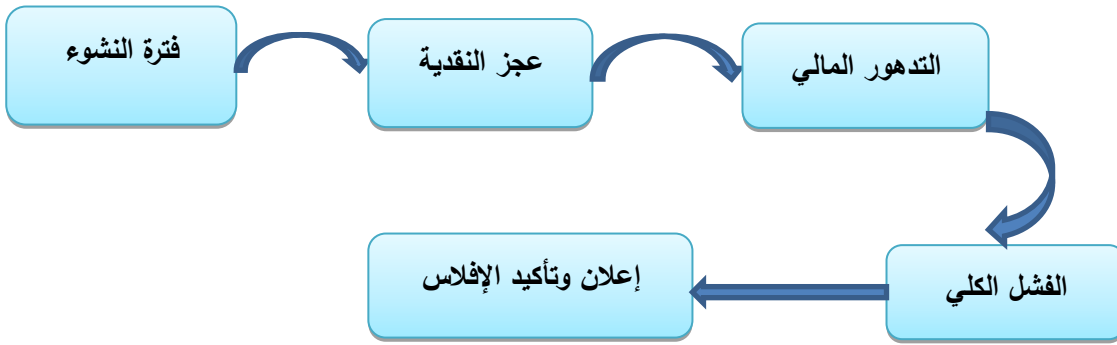 فترة النشوء
عجز النقدية
التدهور المالي
الفشل الكلي
إعلان وتأكيد الإفلاس